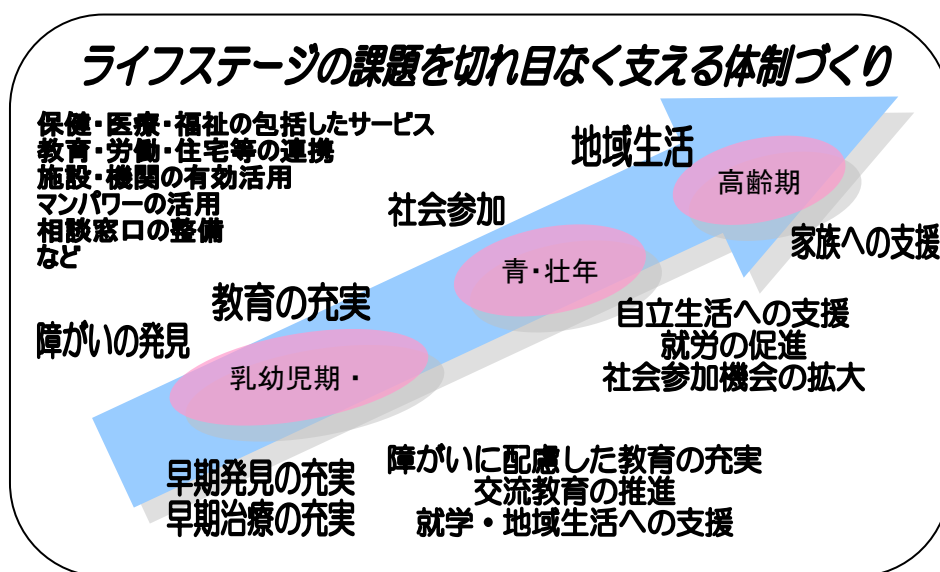 ライフステージの課題を切れ目なく支える体制づくり
保健・医療・福祉の包括したサービス
教育・労働・住宅等の連携
施設・機関の有効活用
マンパワーの活用
相談窓口の整備
など
地域生活
高齢期
社会参加
家族への支援
青・壮年
教育の充実
障がいの発見
自立生活への支援
就労の促進
社会参加機会の拡大
乳幼児期・
早期発見の充実
早期治療の充実
障がいに配慮した教育の充実
交流教育の推進
就学・地域生活への支援